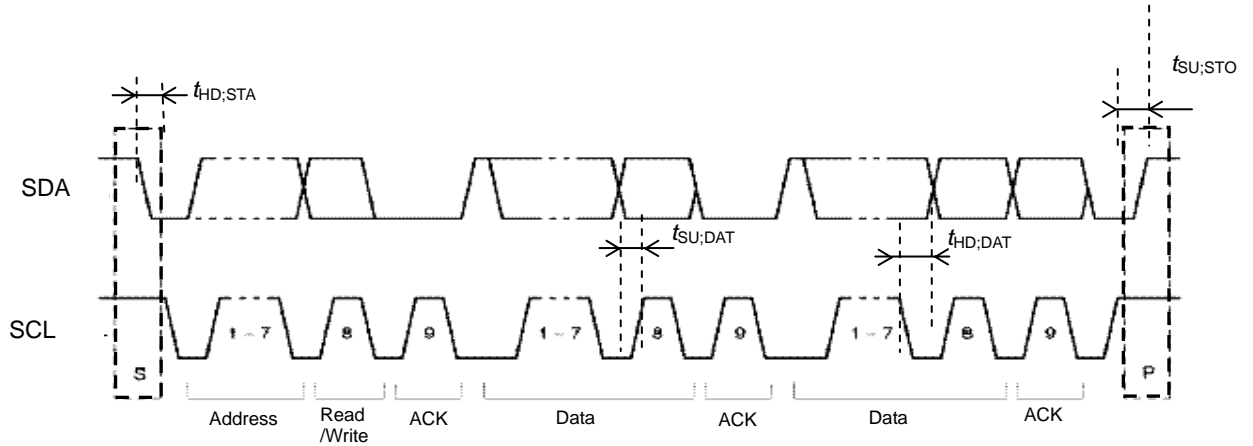 tSU;STO
tHD;STA
SDA
tSU;DAT
tHD;DAT
SCL
1 – 7 8 9 1 – 7 8 9 1 – 7 8 9
S P
Address Read /Write ACK Data ACK Data ACK